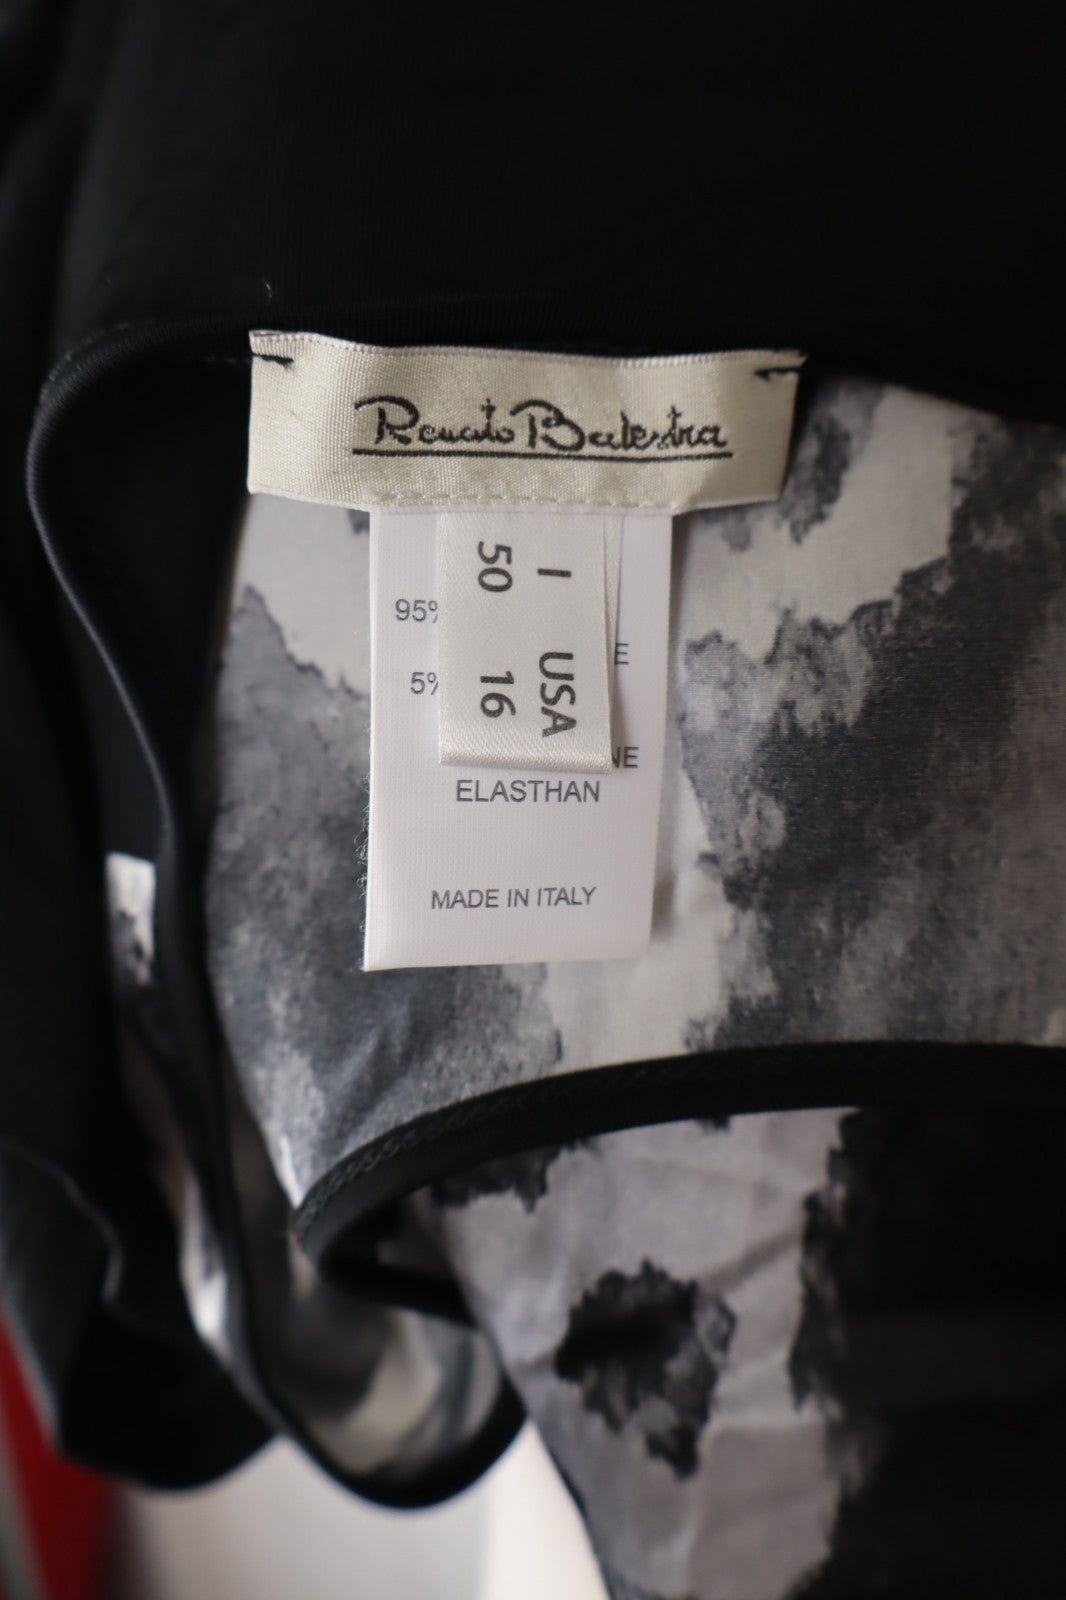 Renato Balestra
I 50
USA 16
95%
5%
ELASTHAN
MADE IN ITALY